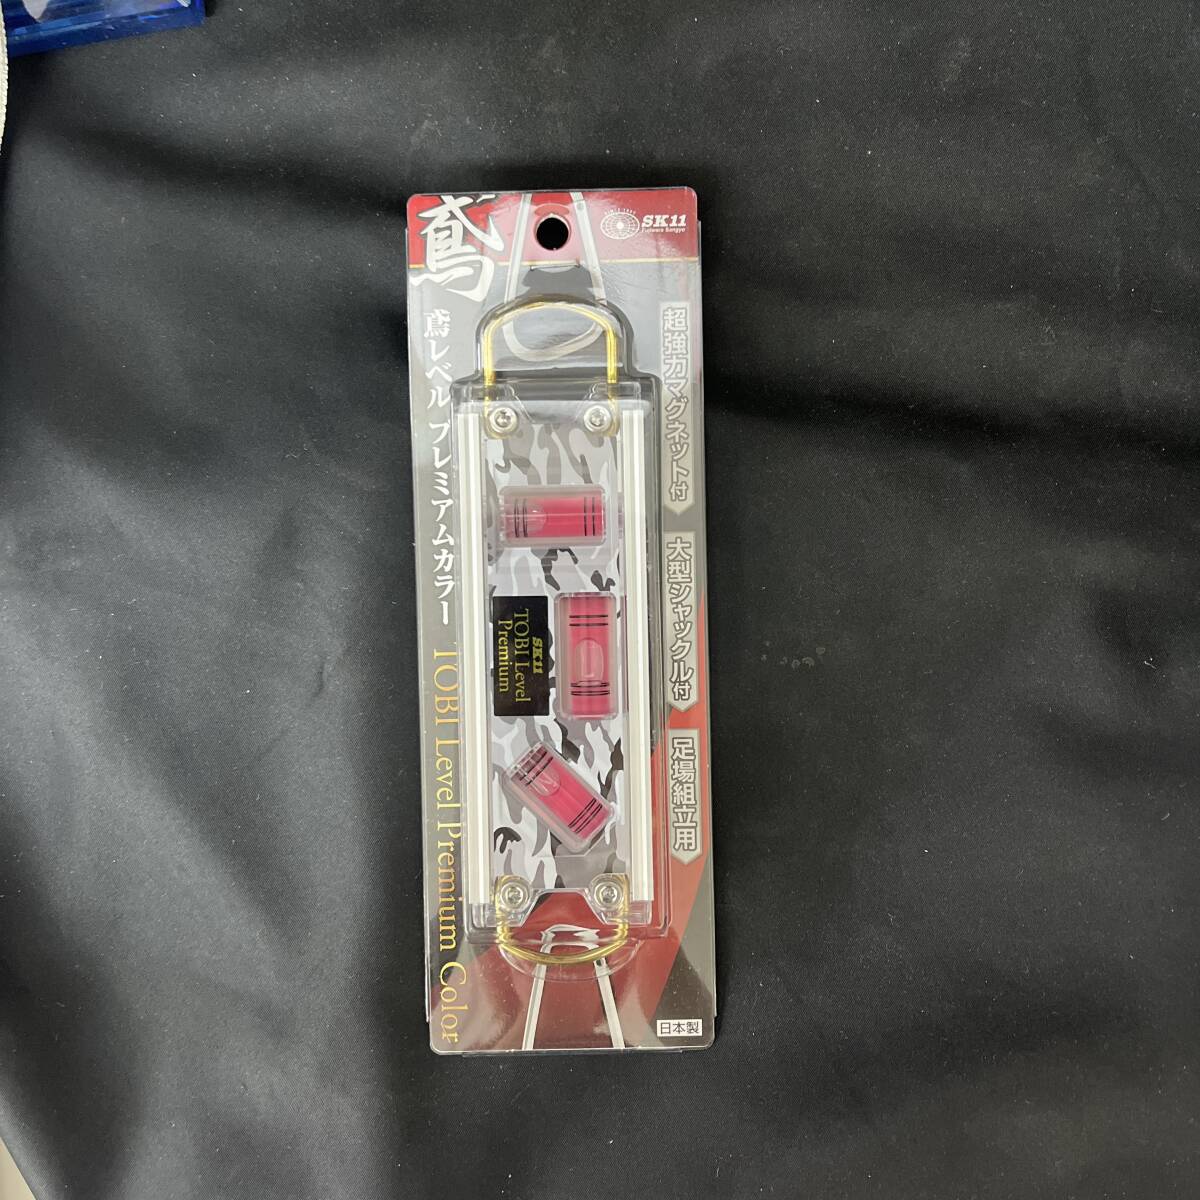 鳶
SINCE 1895
SK11
Fujiwara Sangyo
鳶レベル プレミアムカラー
TOBI Level Premium Color
超強力マグネット付
大型シャックル付
足場組立用
SK11
TOBI Level
Premium
日本製